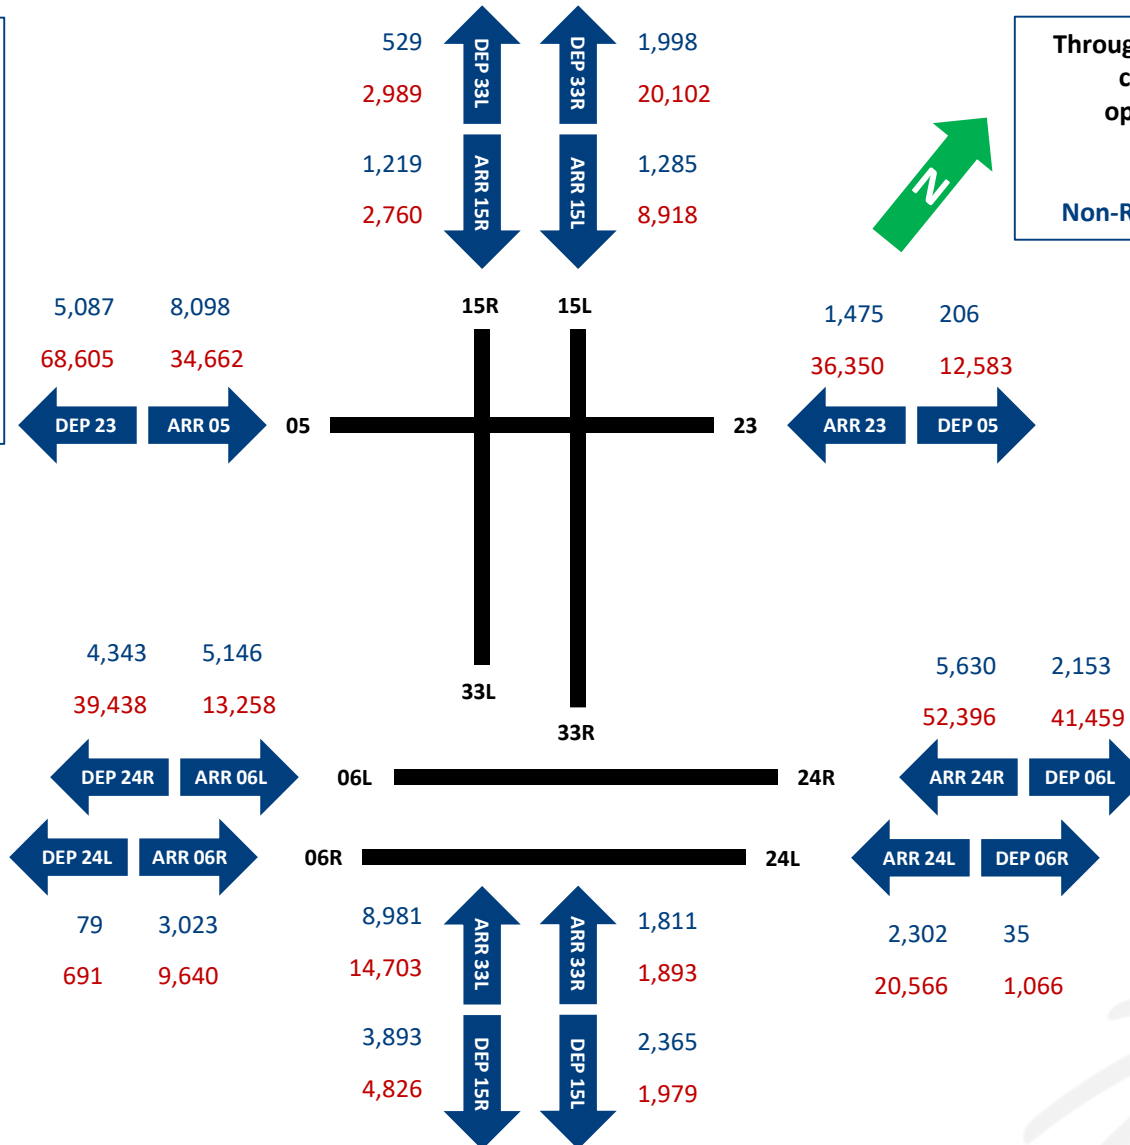 529
DEP 33L
DEP 33R
1,998
2,989
20,102
1,219
ARR 15R
ARR 15L
1,285
2,760
8,918
N
Non-R
5,087
8,098
15R
15L
1,475
206
68,605
34,662
36,350
12,583
DEP 23
ARR 05
05
23
ARR 23
DEP 05
4,343
5,146
5,630
2,153
39,438
13,258
33L
52,396
41,459
33R
DEP 24R
ARR 06L
06L
24R
ARR 24R
DEP 06L
DEP 24L
ARR 06R
06R
24L
ARR 24L
DEP 06R
79
3,023
8,981
ARR 33L
ARR 33R
1,811
2,302
35
691
9,640
14,703
1,893
20,566
1,066
3,893
DEP 15R
DEP 15L
2,365
4,826
1,979